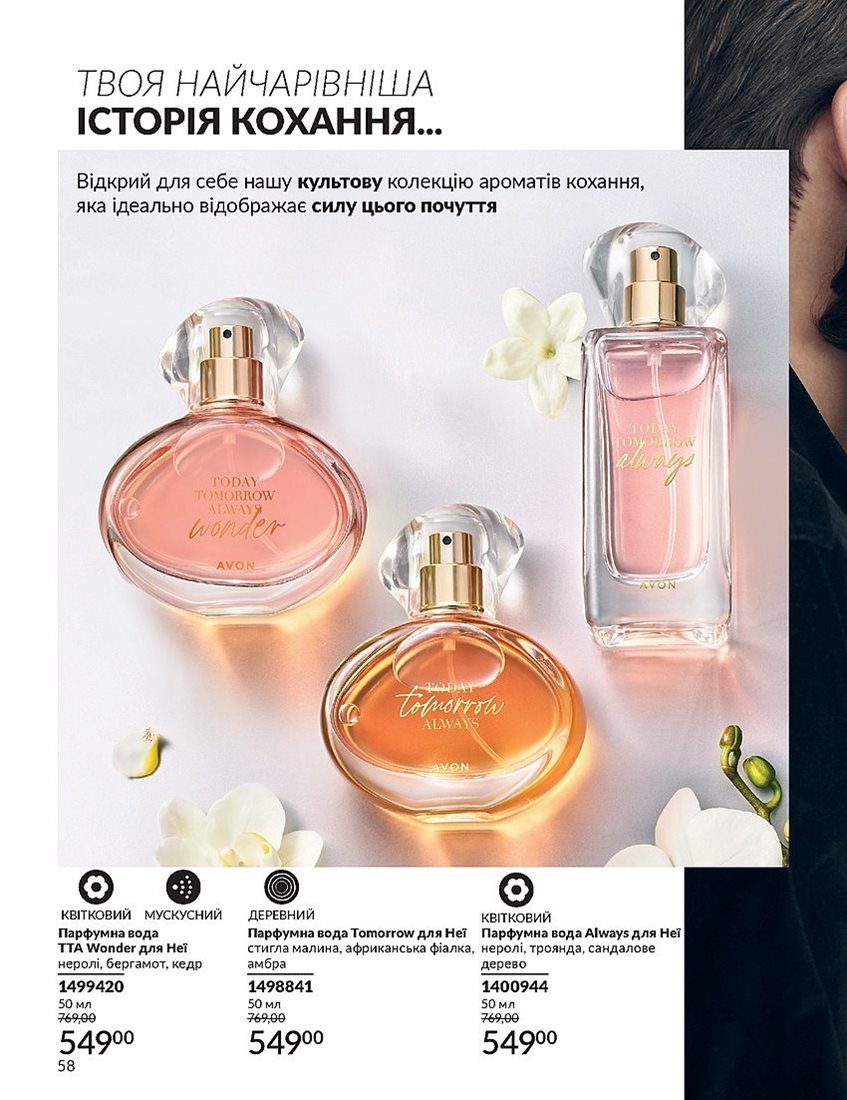 ТВОЯ НАЙЧАРІВНІША
ІСТОРІЯ КОХАННЯ...
Відкрий для себе нашу культову колекцію ароматів кохання,
яка ідеально відображає силу цього почуття
TODAY
TOMORROW
always
AVON
TODAY
TOMORROW
ALWAYS
wonder
AVON
TODAY
tomorrow
ALWAYS
AVON
КВІТКОВИЙ МУСКУСНИЙ
Парфумна вода
TTA Wonder для Неї
неролі, бергамот, кедр
1499420
50 мл
769,00
54900
ДЕРЕВНИЙ
Парфумна вода Tomorrow для Неї
стигла малина, африканська фіалка,
амбра
1498841
50 мл
769,00
54900
КВІТКОВИЙ
Парфумна вода Always для Неї
неролі, троянда, сандалове
дерево
1400944
50 мл
769,00
54900
58